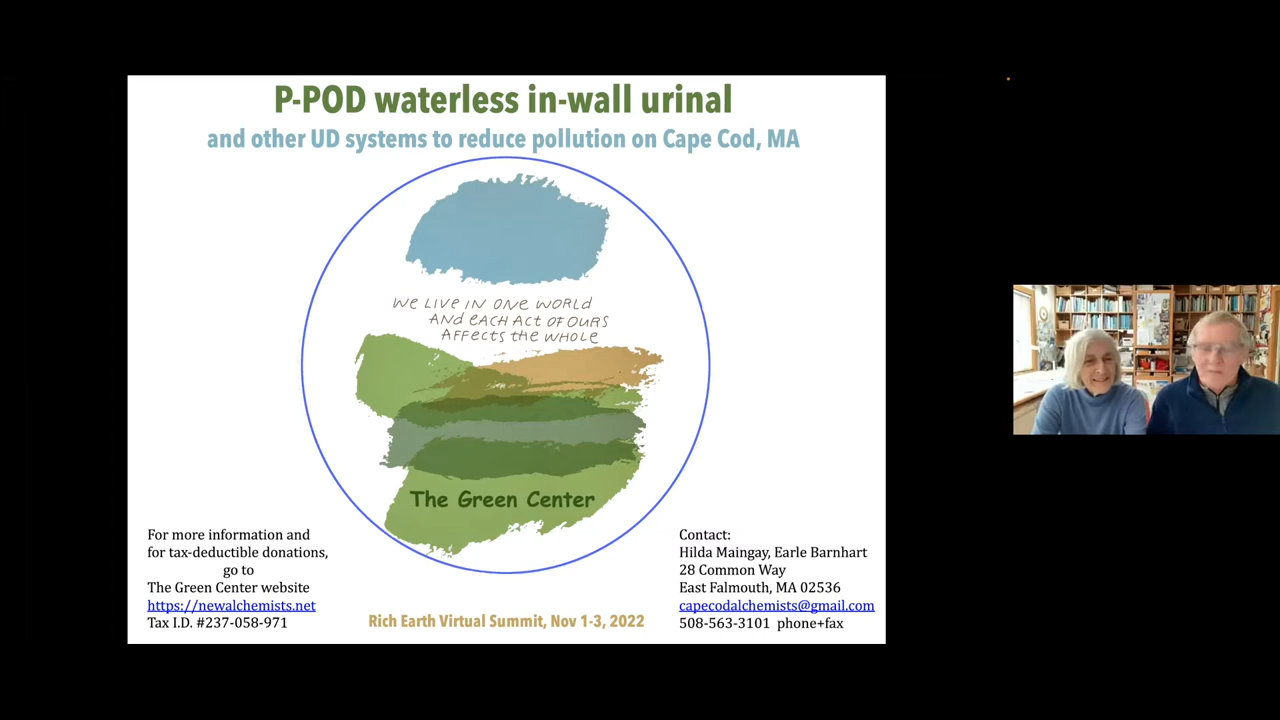 P-POD waterless in-wall urinal
and other UD systems to reduce pollution on Cape Cod, MA
WE LIVE IN ONE WORLD
AND EACH ACT OF OURS
AFFECTS THE WHOLE
The Green Center
For more information and
for tax-deductible donations,
go to
The Green Center website
https://newalchemists.net
Tax I.D. #237-058-971
Rich Earth Virtual Summit, Nov 1-3, 2022
Contact:
Hilda Maingay, Earle Barnhart
28 Common Way
East Falmouth, MA 02536
capecodalchemists@gmail.com
508-563-3101 phone+fax